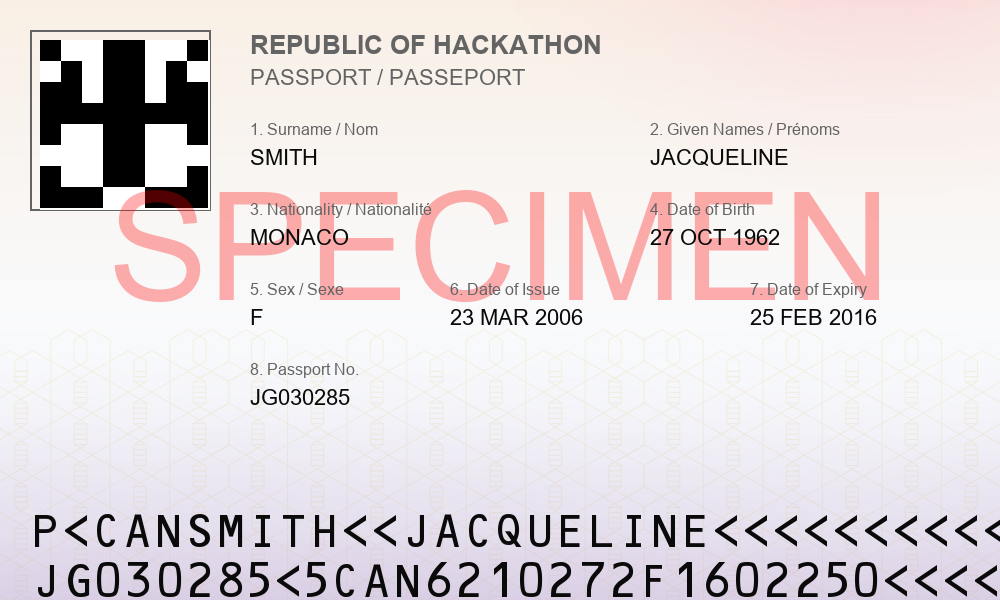 REPUBLIC OF HACKATHON
PASSPORT / PASSEPORT
1. Surname / Nom
SMITH
2. Given Names / Prénoms
JACQUELINE
SPECIMEN
3. Nationality / Nationalité
MONACO
4. Date of Birth
27 OCT 1962
5. Sex / Sexe
F
6. Date of Issue
23 MAR 2006
7. Date of Expiry
25 FEB 2016
8. Passport No.
JG030285
P<CANSMITH<<JACQUELINE<<<<<<<<<<
JG030285<5CAN6210272F1602250<<<<